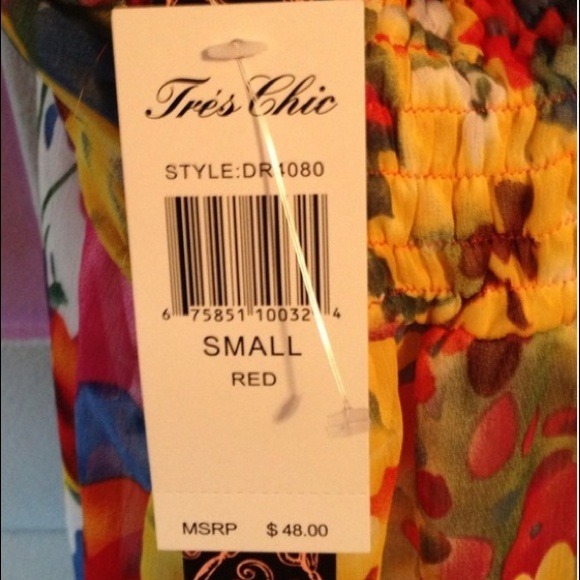 Trés Chic
STYLE:DR4080
6 75851 10032 4
SMALL
RED
MSRP $48.00